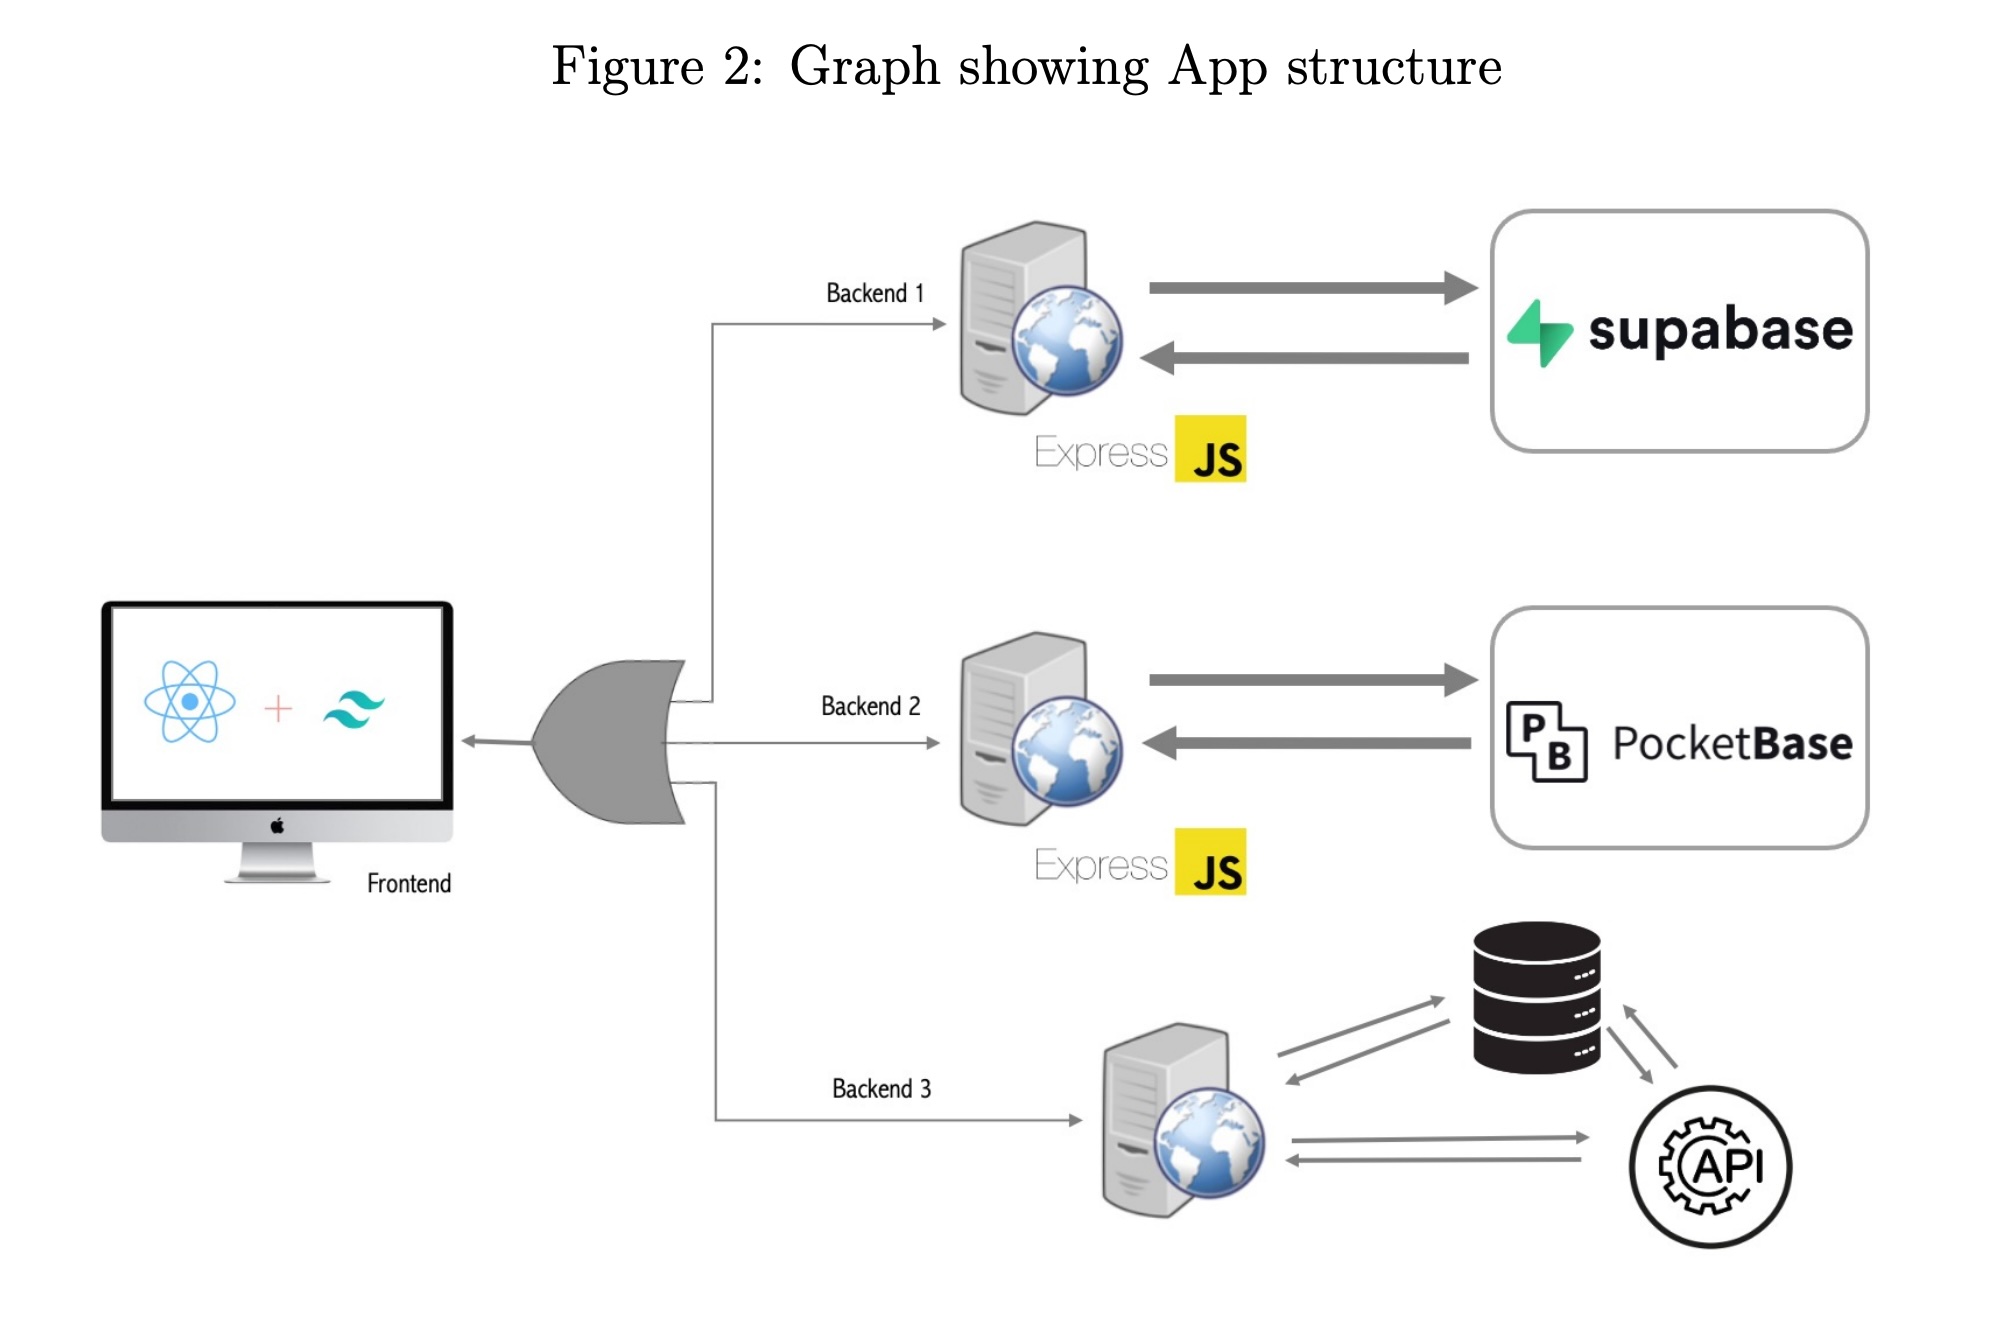 Figure 2: Graph showing App structure
Backend 1
supabase
Express JS
Backend 2
PB PocketBase
Express JS
Frontend
Backend 3
API